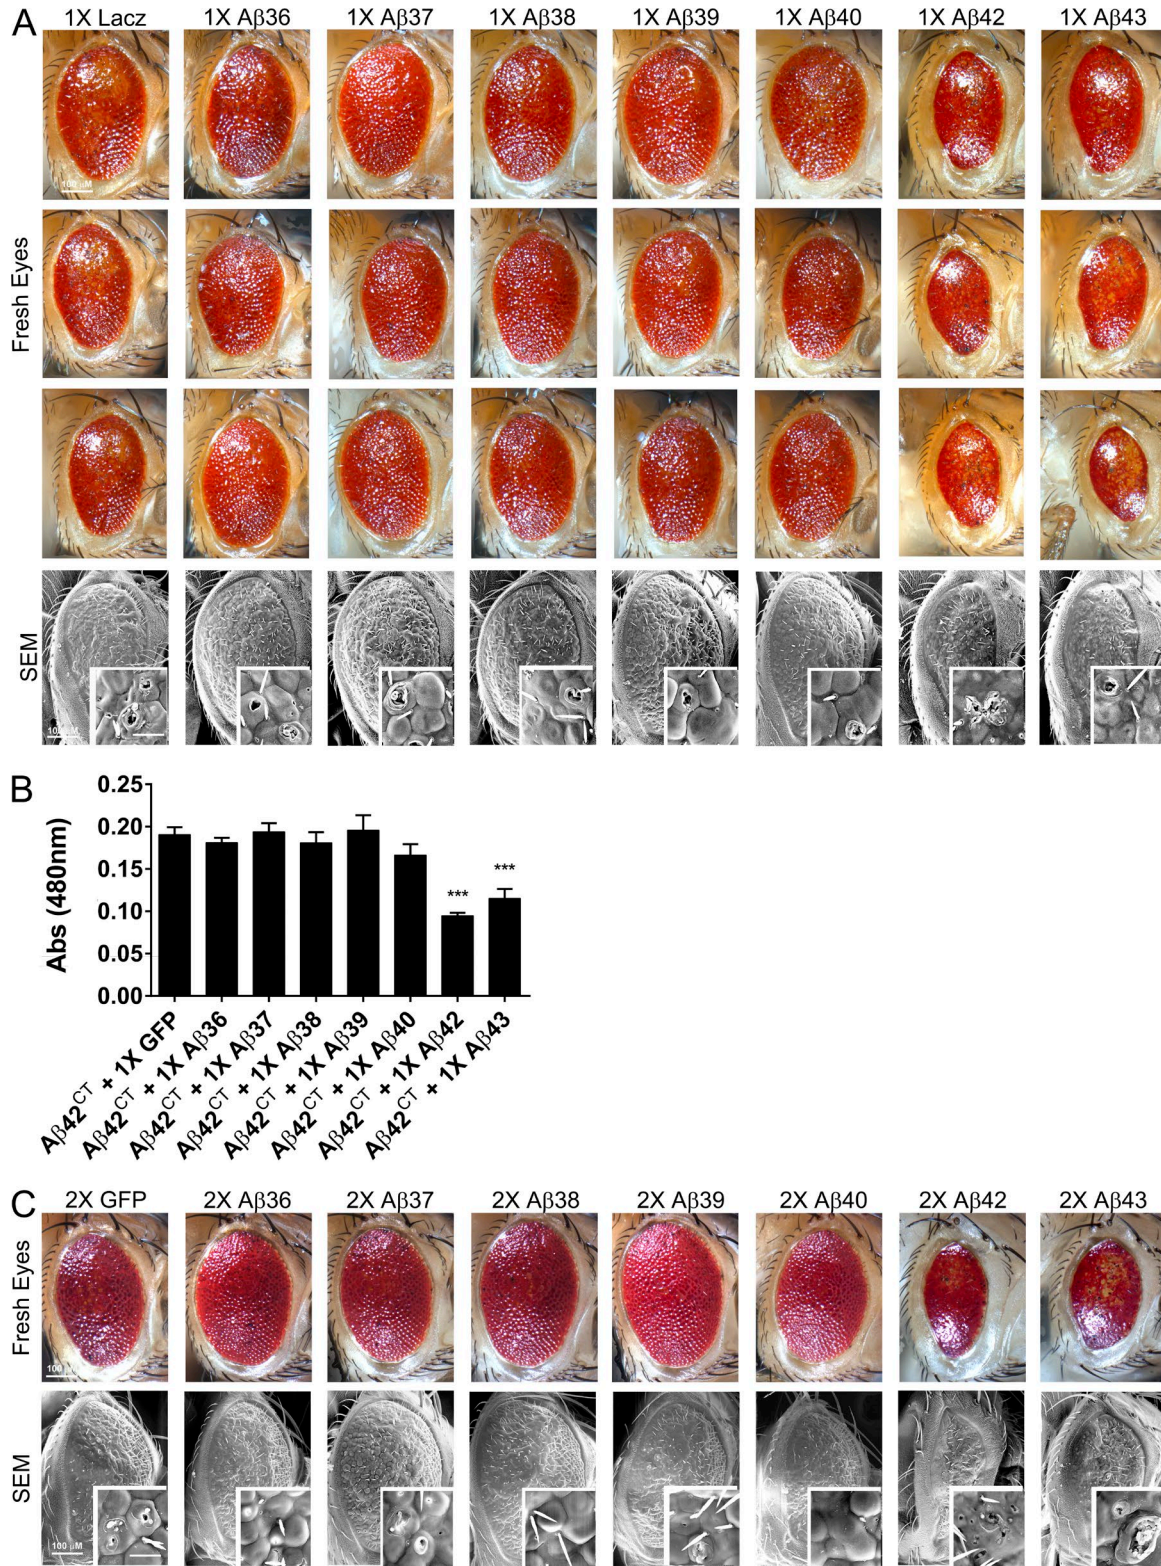 A
1X Lacz 1X Aβ36 1X Aβ37 1X Aβ38 1X Aβ39 1X Aβ40 1X Aβ42 1X Aβ43
100 µM
Fresh Eyes
SEM
B
Abs (480nm)
0.25
0.20
0.15
0.10
0.05
0.00
*** ***
Aβ42CT + 1X GFP
Aβ42CT + 1X Aβ36
Aβ42CT + 1X Aβ37
Aβ42CT + 1X Aβ38
Aβ42CT + 1X Aβ39
Aβ42CT + 1X Aβ40
Aβ42CT + 1X Aβ42
Aβ42CT + 1X Aβ43
C
2X GFP 2X Aβ36 2X Aβ37 2X Aβ38 2X Aβ39 2X Aβ40 2X Aβ42 2X Aβ43
Fresh Eyes
SEM
100 µM